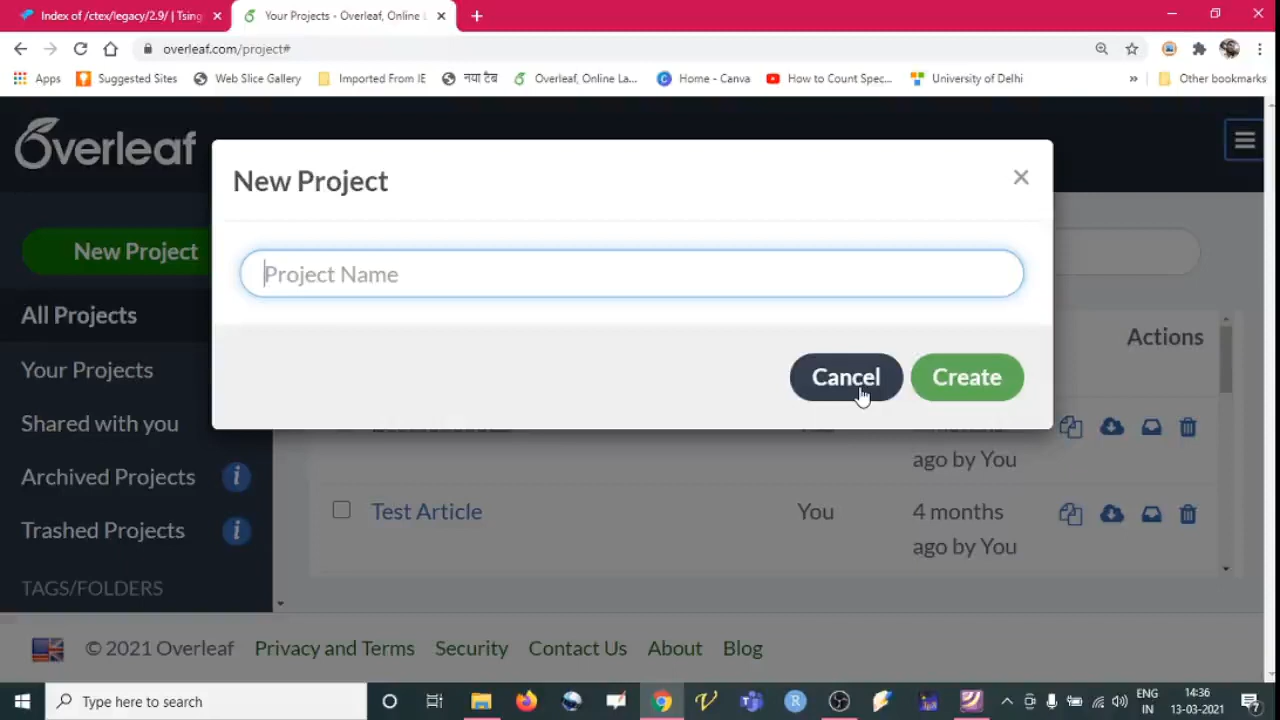 Index of /ctex/legacy/2.9/ | Tsing
Your Projects - Overleaf, Online L
overleaf.com/project#
Apps
Suggested Sites
Web Slice Gallery
Imported From IE
नया टैब
Overleaf, Online La...
Home - Canva
How to Count Spec...
University of Delhi
»
Other bookmarks
Overleaf
New Project
New Project
Project Name
All Projects
Actions
Your Projects
Cancel
Create
Shared with you
ago by You
Archived Projects
Test Article
You
4 months
ago by You
Trashed Projects
TAGS/FOLDERS
© 2021 Overleaf
Privacy and Terms
Security
Contact Us
About
Blog
Type here to search
ENG
IN
14:36
13-03-2021
7